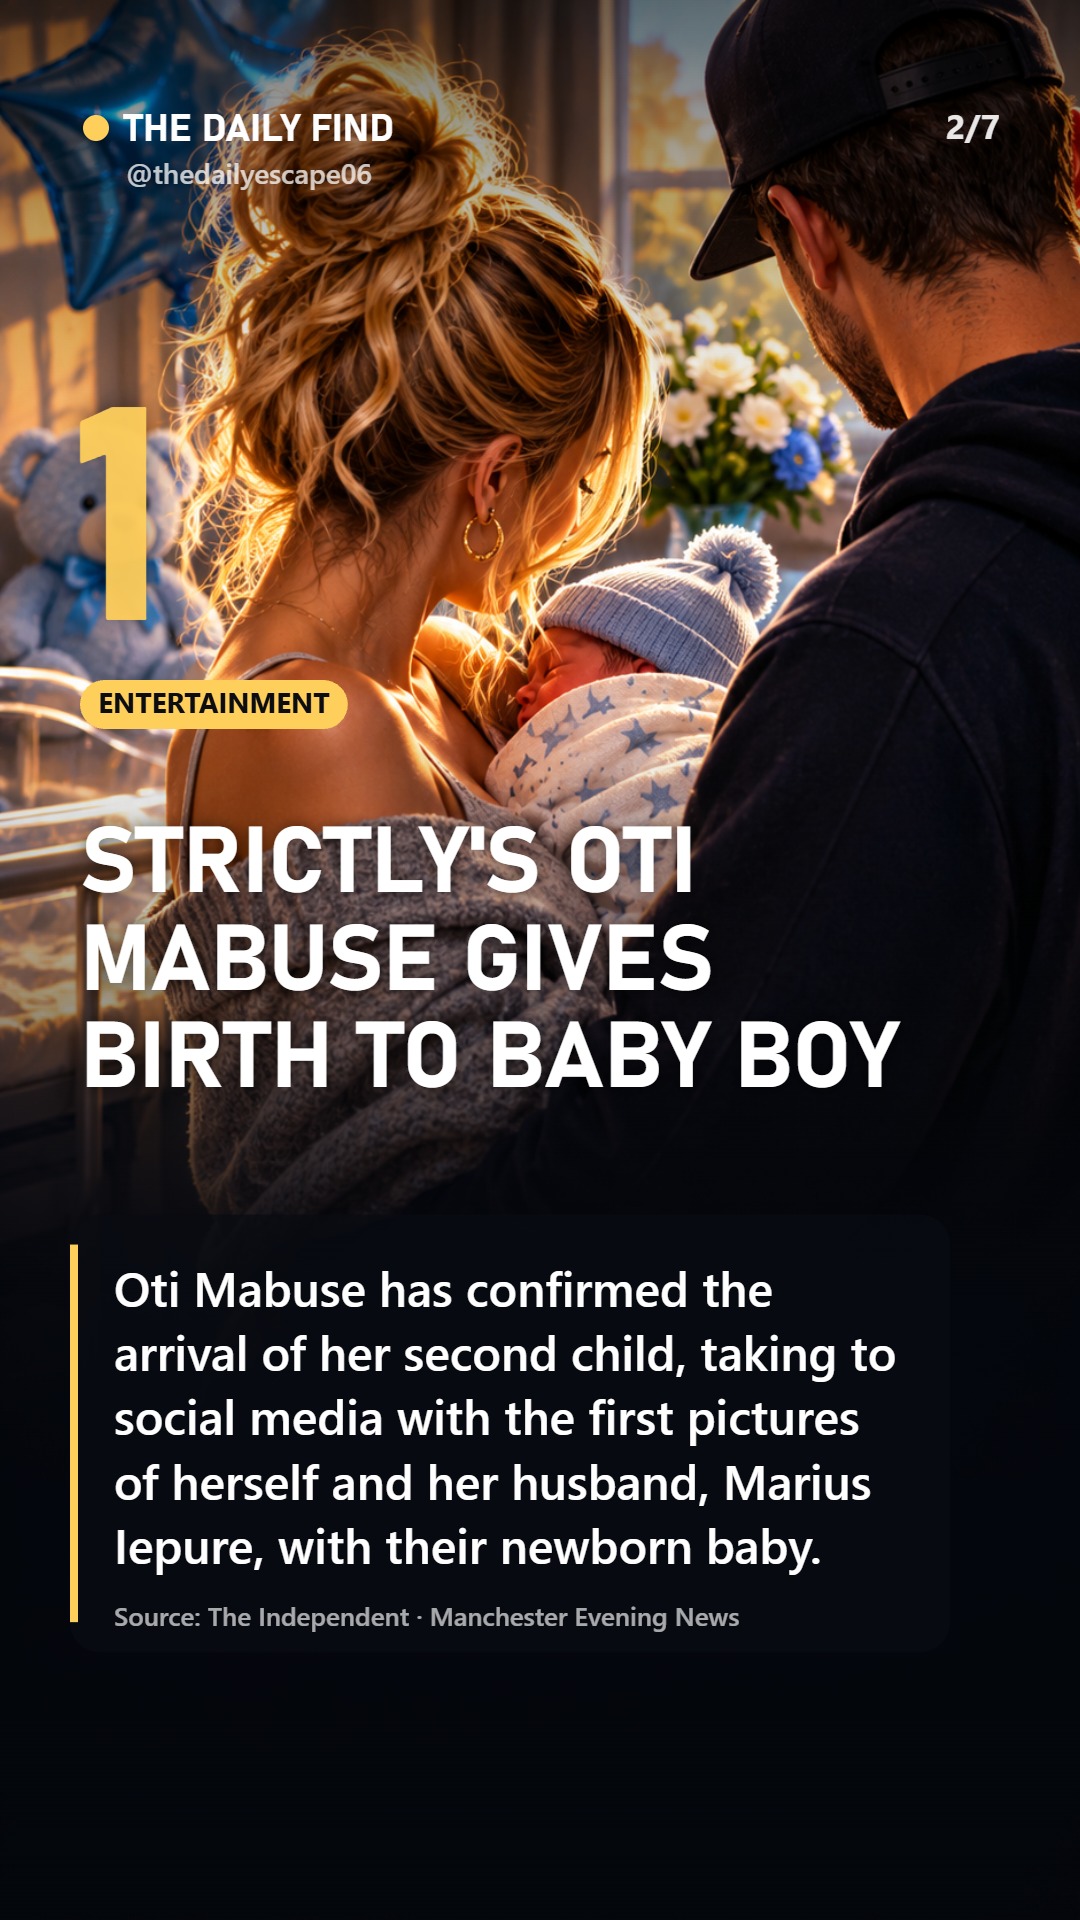 THE DAILY FIND
@thedailyescape06
2/7
1
ENTERTAINMENT
STRICTLY'S OTI
MABUSE GIVES
BIRTH TO BABY BOY
Oti Mabuse has confirmed the
arrival of her second child, taking to
social media with the first pictures
of herself and her husband, Marius
Iepure, with their newborn baby.
Source: The Independent · Manchester Evening News